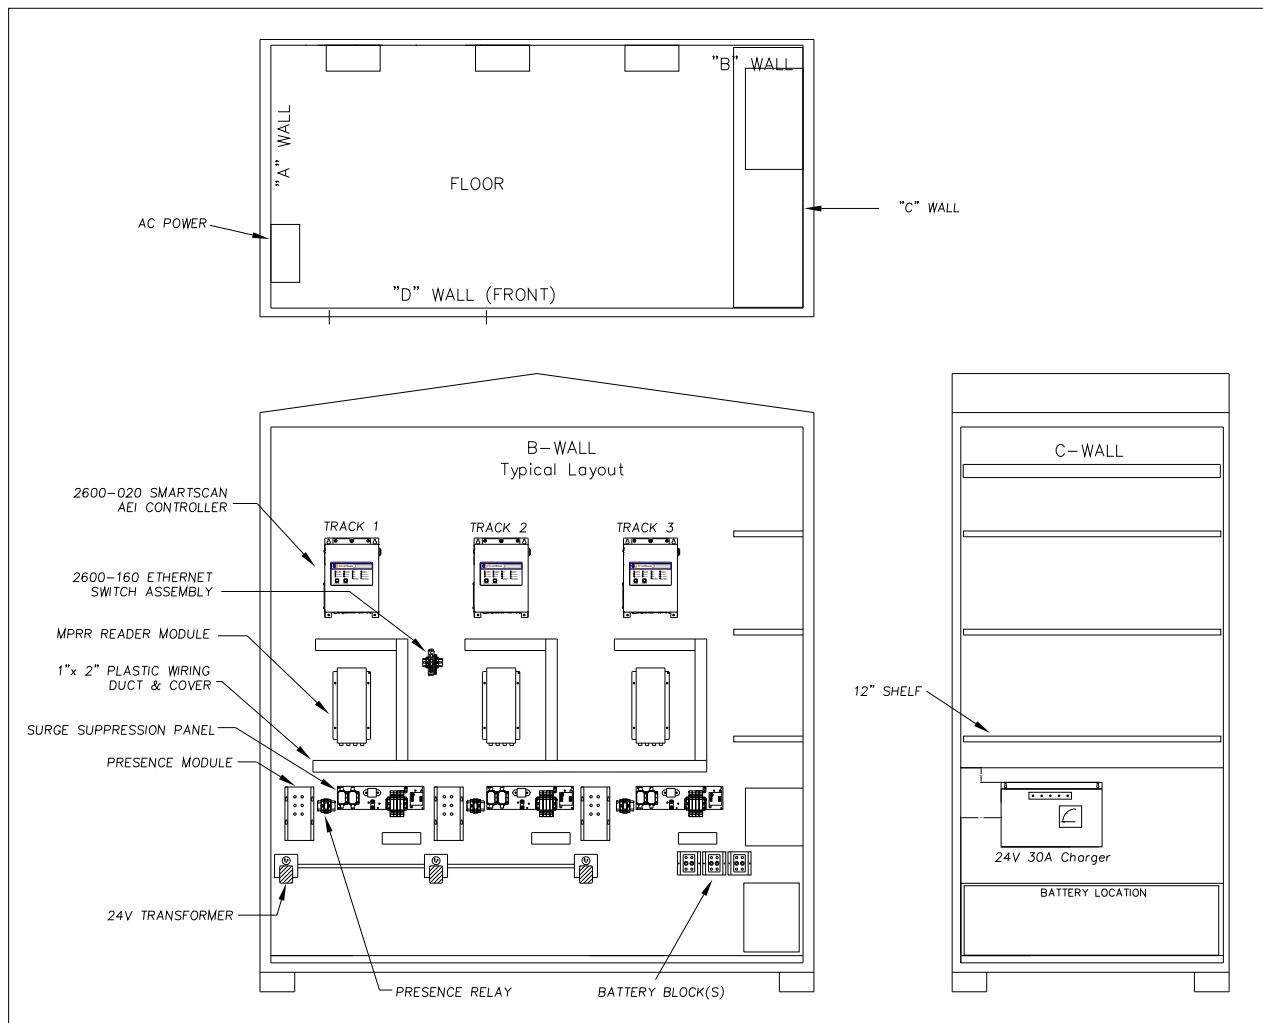 "B" WALL
"A" WALL
FLOOR
AC POWER
"C" WALL
"D" WALL (FRONT)
B-WALL
Typical Layout
C-WALL
2600-020 SMARTSCAN
AEI CONTROLLER
TRACK 1
TRACK 2
TRACK 3
2600-160 ETHERNET
SWITCH ASSEMBLY
MPRR READER MODULE
1"x 2" PLASTIC WIRING
DUCT & COVER
12" SHELF
SURGE SUPPRESSION PANEL
PRESENCE MODULE
24V 30A Charger
BATTERY LOCATION
24V TRANSFORMER
PRESENCE RELAY
BATTERY BLOCK(S)